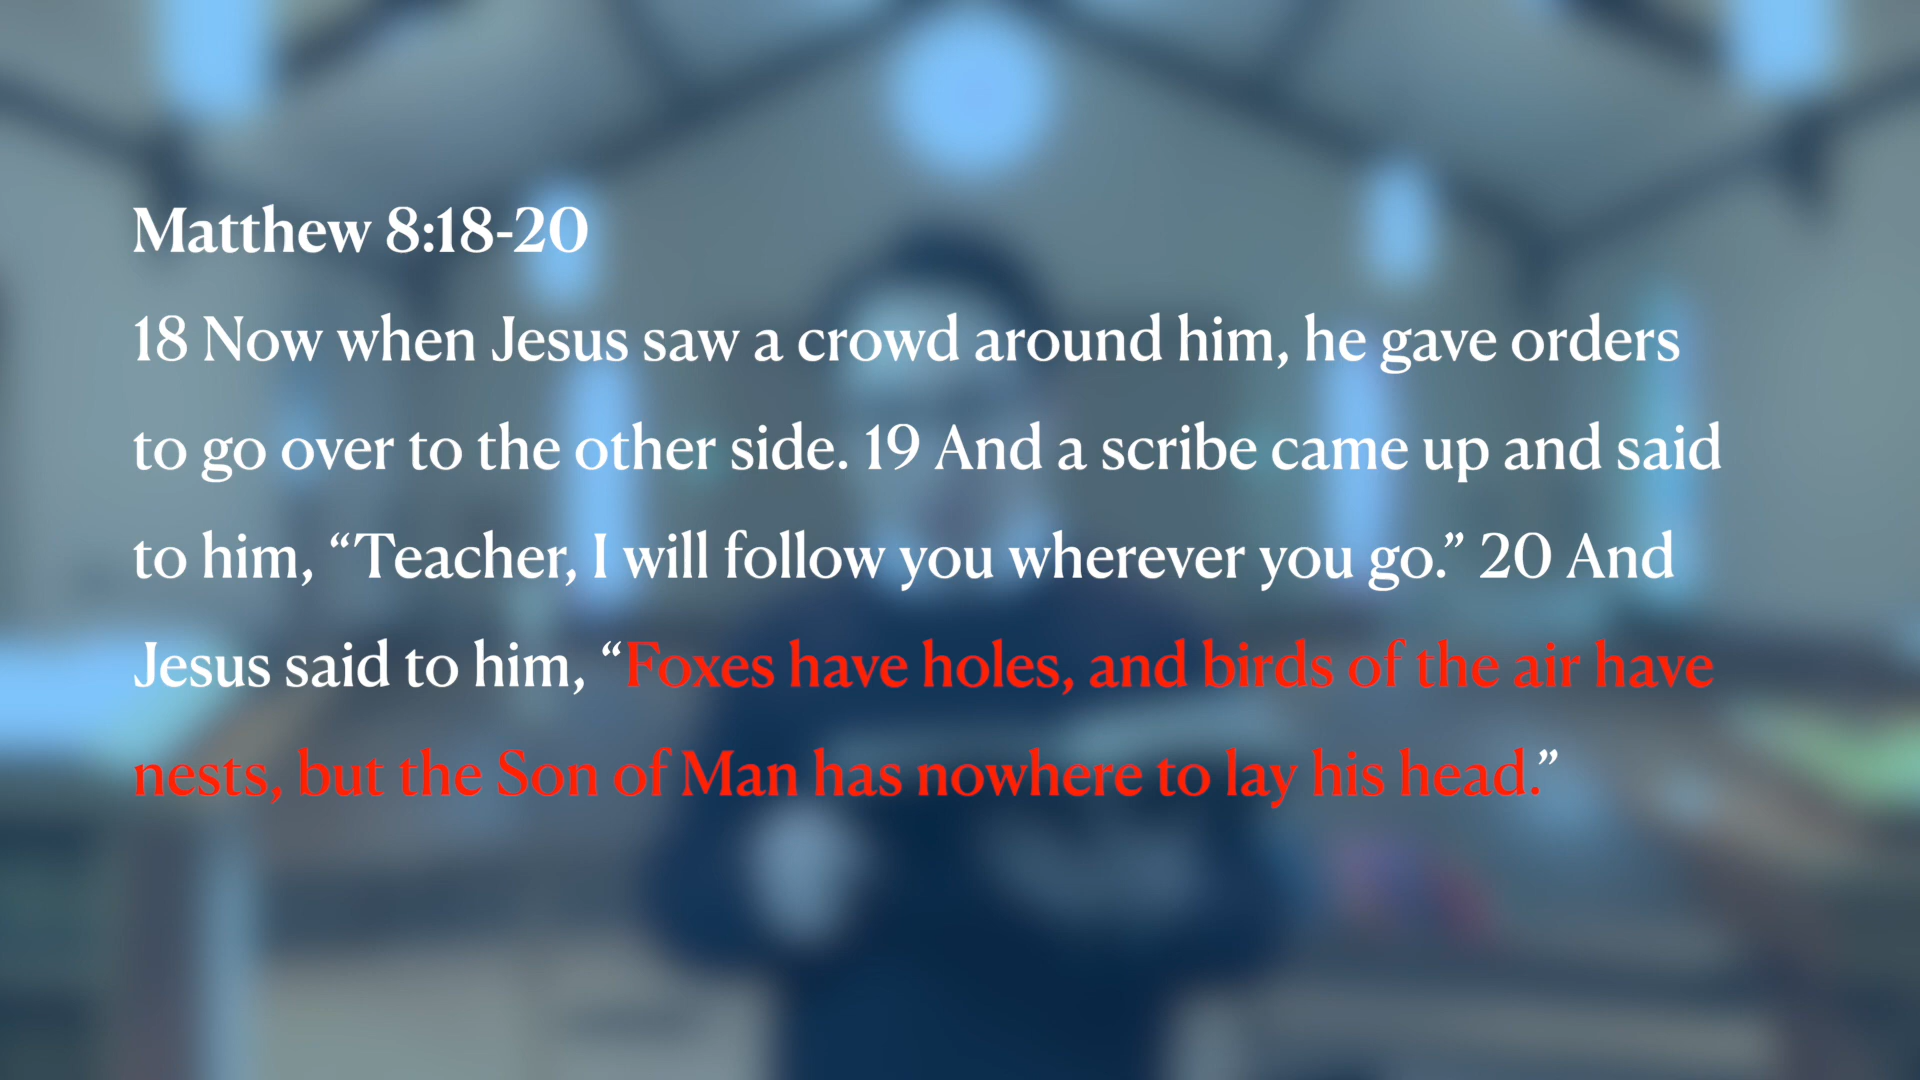 Matthew 8:18-20
18 Now when Jesus saw a crowd around him, he gave orders
to go over to the other side. 19 And a scribe came up and said
to him, “Teacher, I will follow you wherever you go.” 20 And
Jesus said to him, “Foxes have holes, and birds of the air have
nests, but the Son of Man has nowhere to lay his head.”